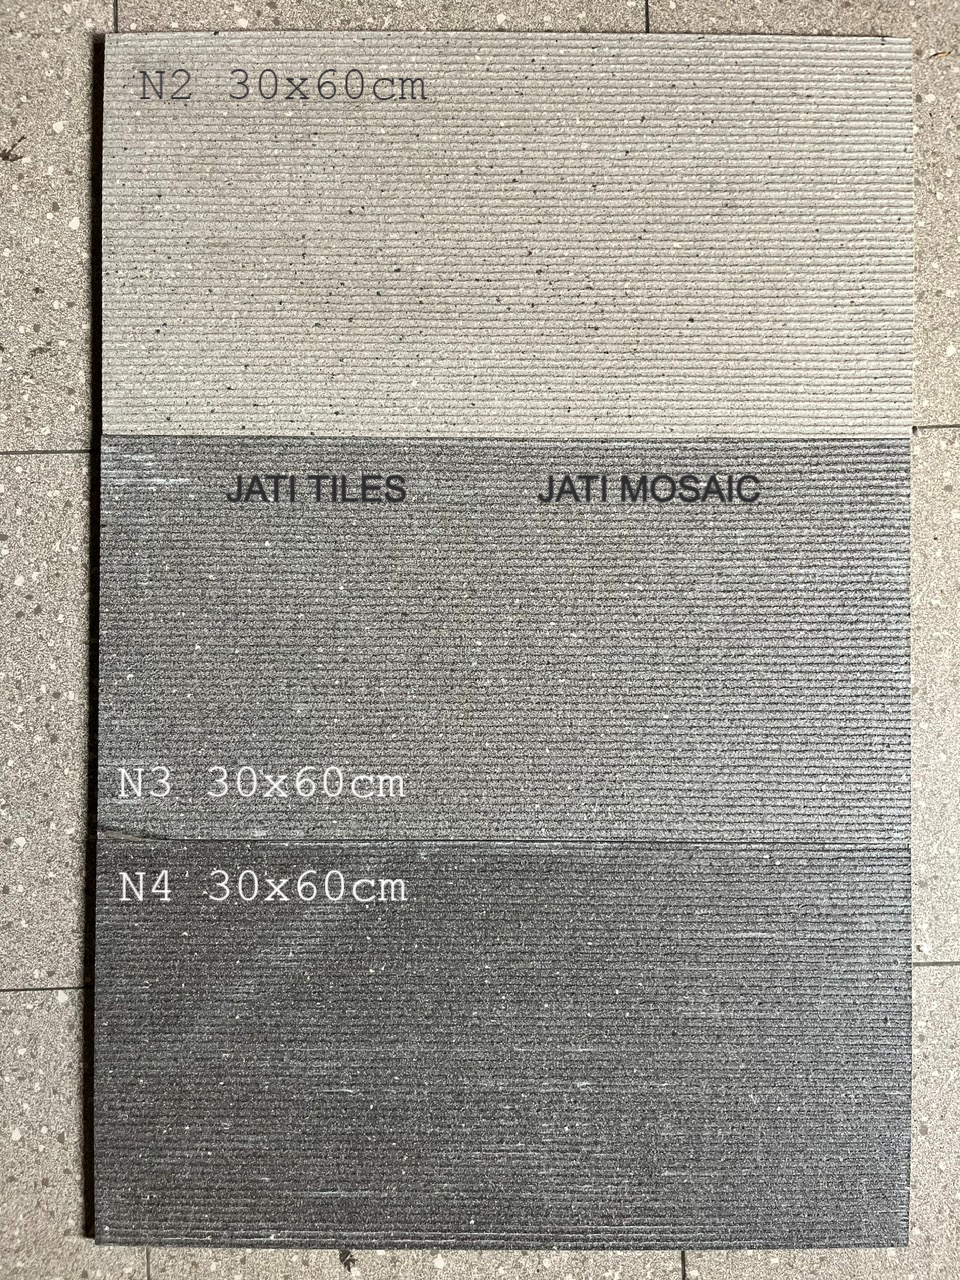 N2 30x60cm
JATI TILES JATI MOSAIC
N3 30x60cm
N4 30x60cm